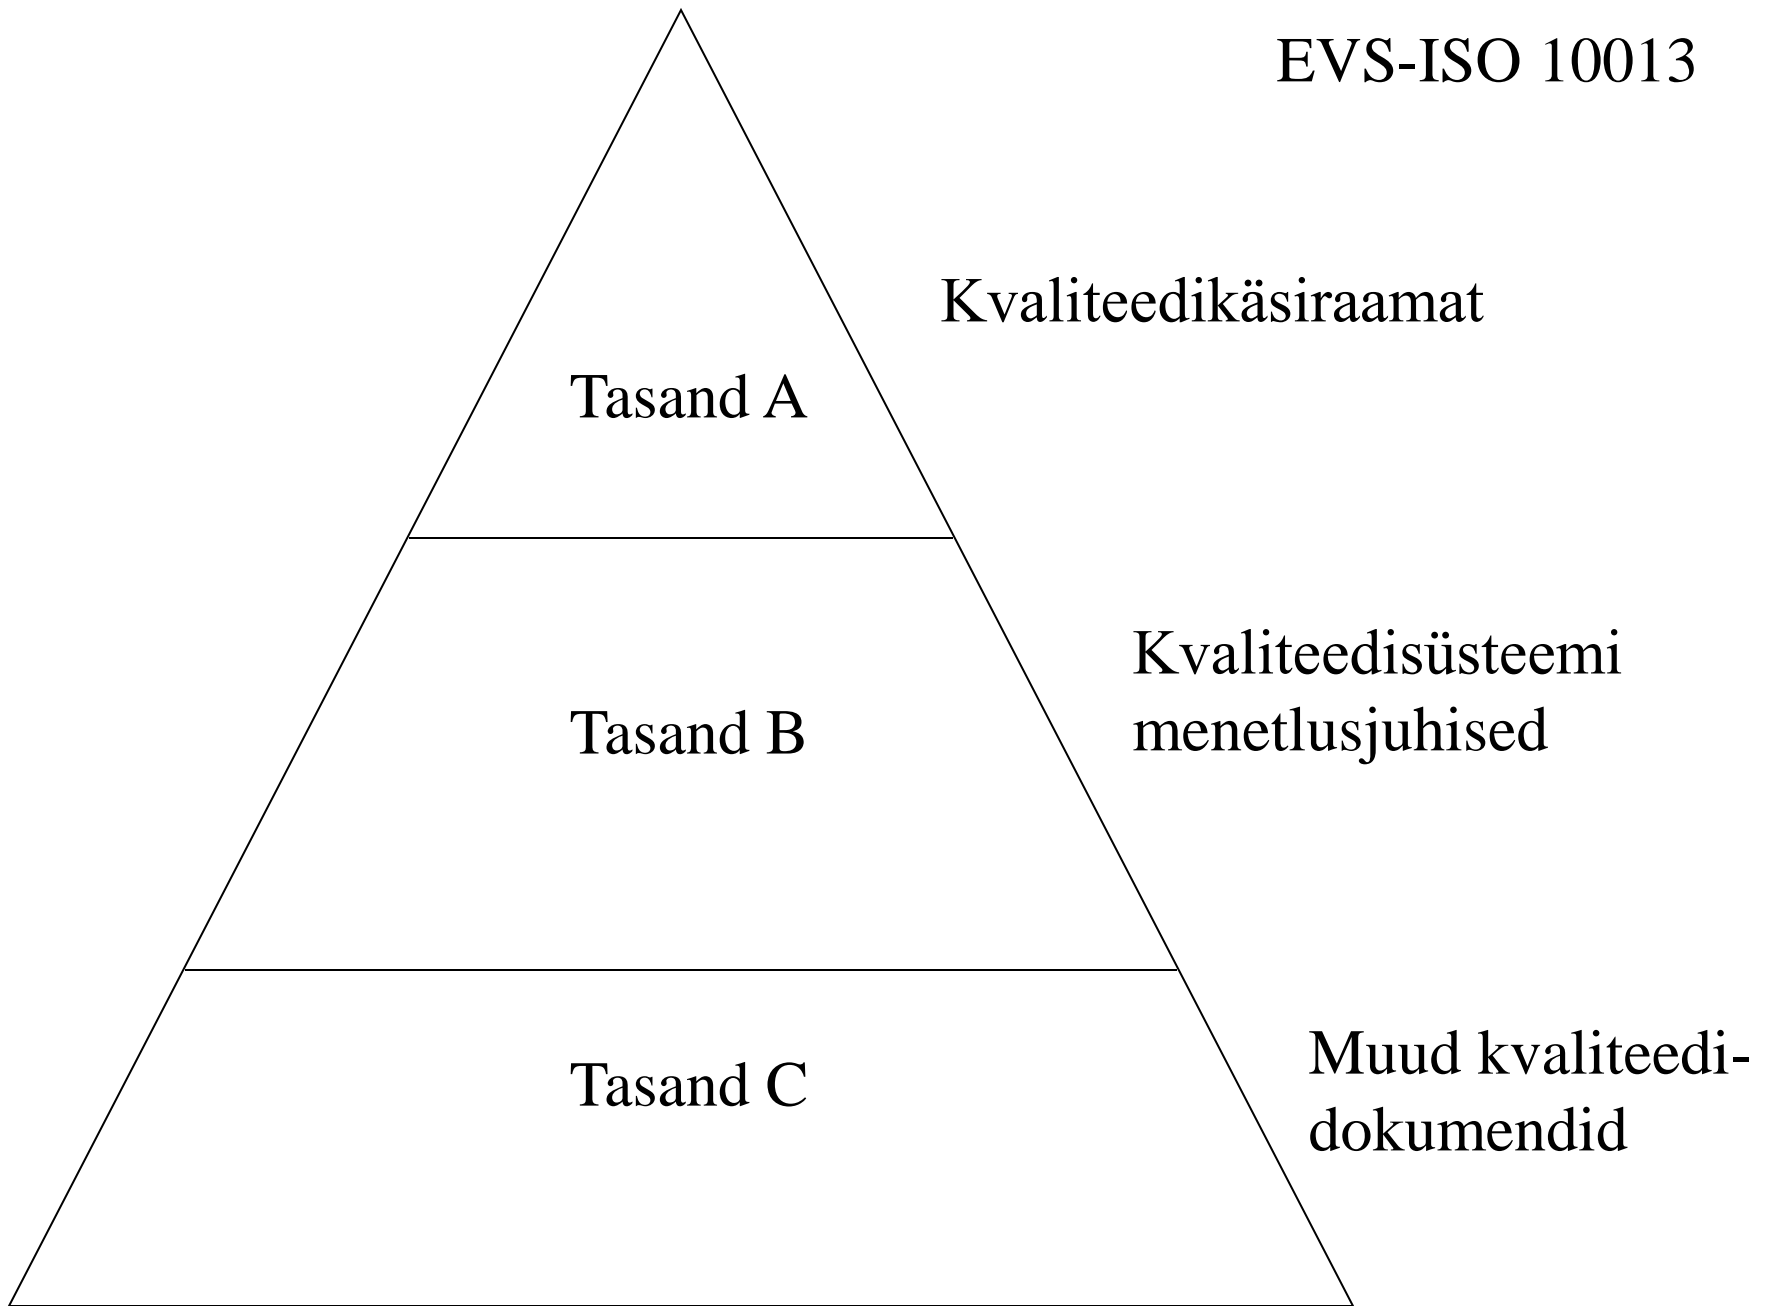 EVS-ISO 10013
Kvaliteedikäsiraamat
Tasand A
Kvaliteedisüsteemi
menetlusjuhised
Tasand B
Muud kvaliteedi-
dokumendid
Tasand C